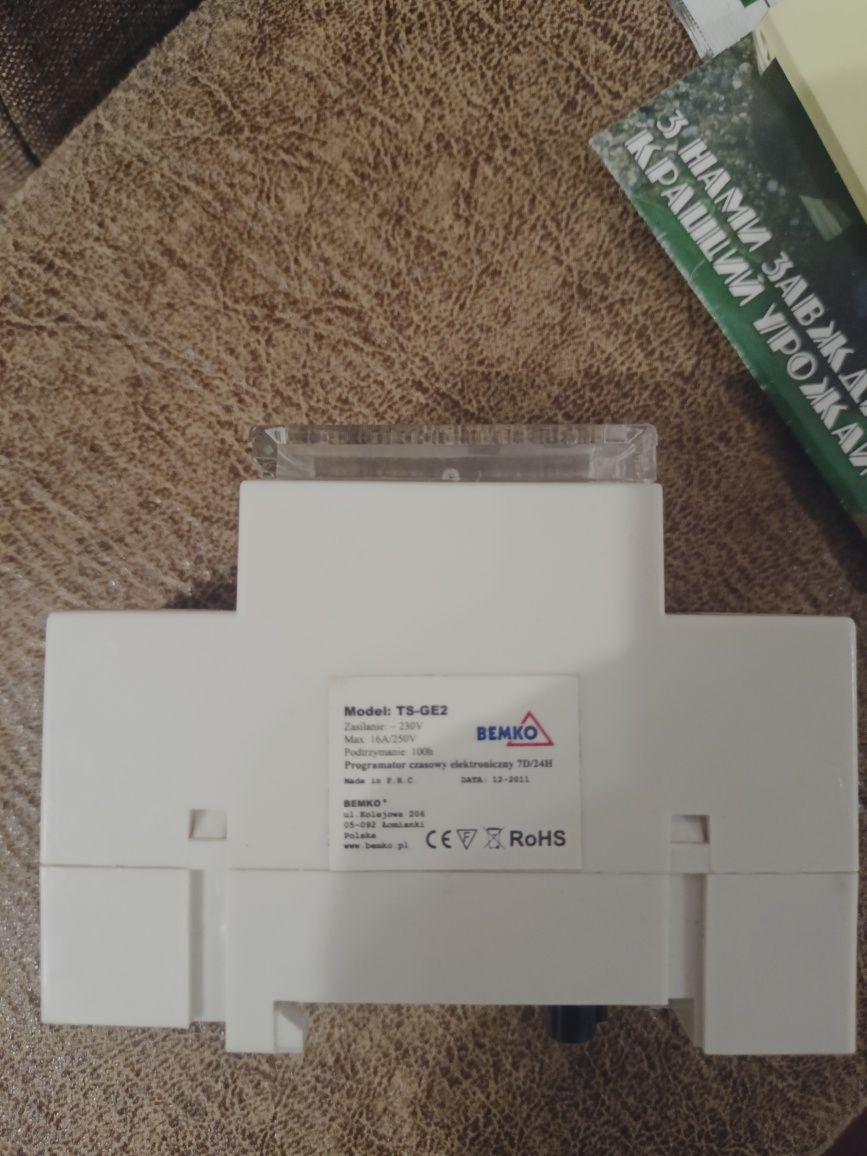 З НАМИ ЗАВЖДИ
КРАЩИЙ УРОЖАЙ
Model: TS-GE2
Zasilanie: ~ 230V
Max: 16A/250V
Podtrzymanie: 100h
Programator czasowy elektroniczny 7D/24H
Made in P.R.C. DATA: 12-2011
BEMKO
BEMKO®
ul.Kolejowa 206
05-092 Łomianki
Polska
www.bemko.pl
CE F RoHS